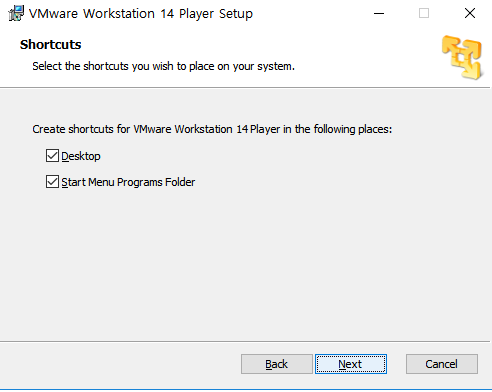 VMware Workstation 14 Player Setup
Shortcuts
Select the shortcuts you wish to place on your system.
Create shortcuts for VMware Workstation 14 Player in the following places:
Desktop
Start Menu Programs Folder
Back Next Cancel